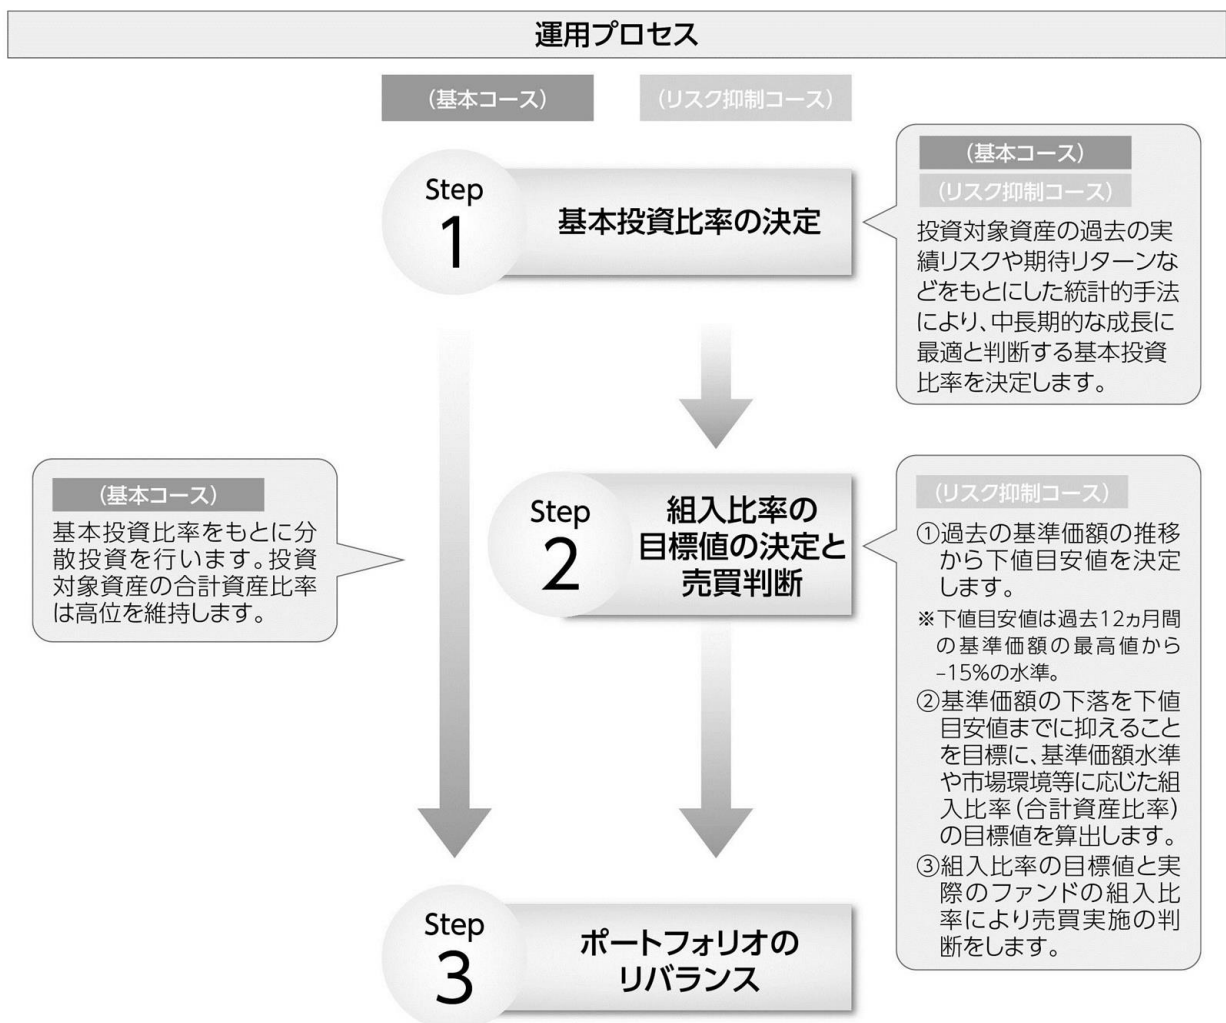 運用プロセス
(基本コース)
(リスク抑制コース)
Step
1
基本投資比率の決定
(基本コース)
(リスク抑制コース)
投資対象資産の過去の実
績リスクや期待リターンな
どをもとにした統計的手法
により、中長期的な成長に
最適と判断する基本投資
比率を決定します。
(基本コース)
基本投資比率をもとに分
散投資を行います。投資
対象資産の合計資産比率
は高位を維持します。
Step
2
組入比率の
目標値の決定と
売買判断
(リスク抑制コース)
①過去の基準価額の推移
から下値目安値を決定
します。
※下値目安値は過去12ヵ月間
の基準価額の最高値から
–15%の水準。
②基準価額の下落を下値
目安値までに抑えること
を目標に、基準価額水準
や市場環境等に応じた組
入比率(合計資産比率)
の目標値を算出します。
③組入比率の目標値と実
際のファンドの組入比
率により売買実施の判
断をします。
Step
3
ポートフォリオの
リバランス